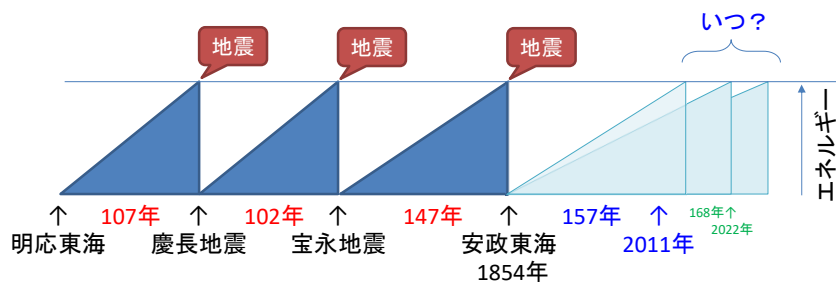 いつ？
地震
地震
地震
エネルギー
107年
102年
147年
157年
168年↑
2022年
↑
↑
↑
↑
↑
明応東海
慶長地震
宝永地震
安政東海
1854年
2011年